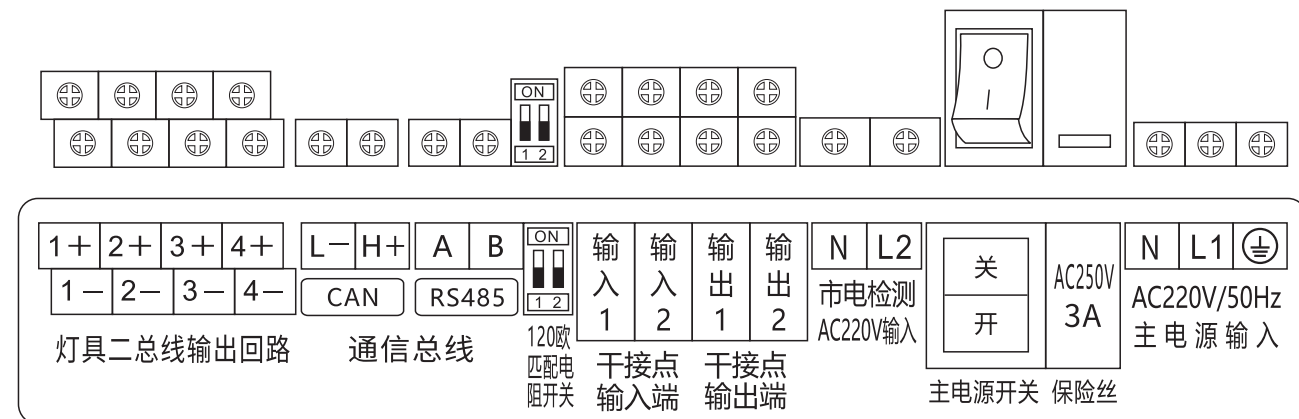 ON
1 2
1+ 2+ 3+ 4+
1− 2− 3− 4−
灯具二总线输出回路
L− H+
CAN
A B
RS485
通信总线
ON
1 2
120欧
匹配电
阻开关
输入1 输入2
干接点
输入端
输出1 输出2
干接点
输出端
N L2
市电检测
AC220V输入
关
开
主电源开关
AC250V
3A
保险丝
N L1
AC220V/50Hz
主电源输入